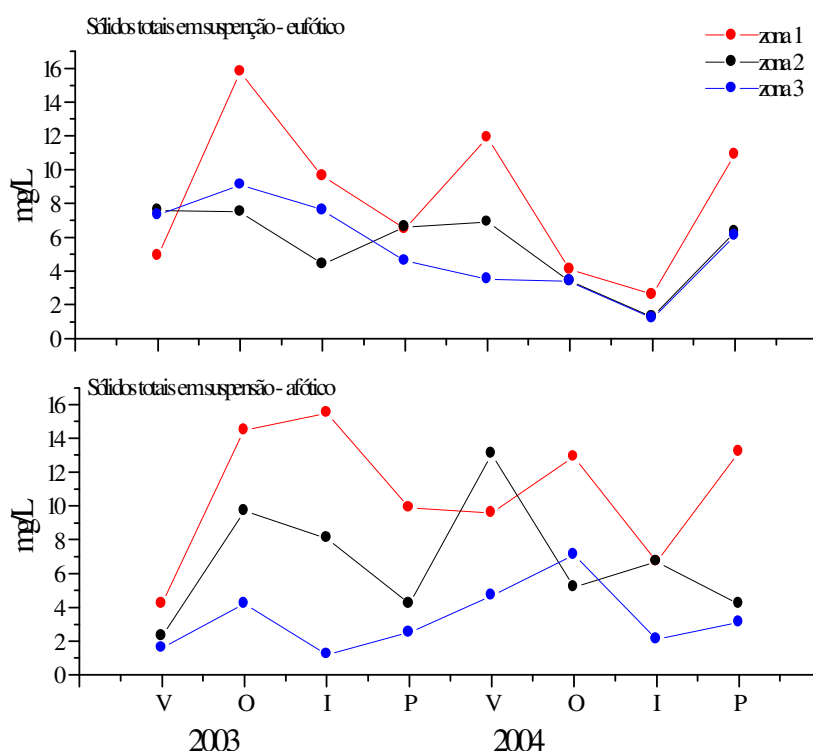 Sólidos totais em suspenção - eufótico
zona 1
zona 2
zona 3
16
14
12
10
8
6
4
2
0
mg/L
Sólidos totais em suspensão - afótico
16
14
12
10
8
6
4
2
0
mg/L
V O I P V O I P
2003 2004